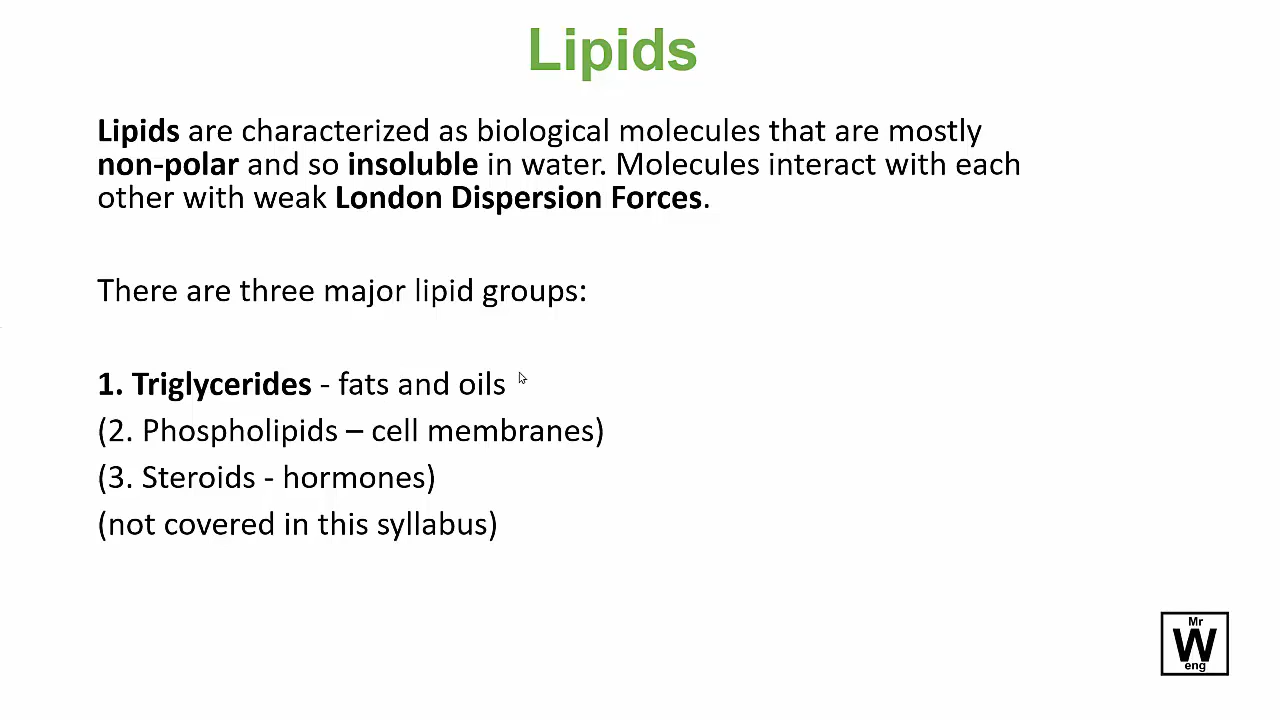 Lipids
Lipids are characterized as biological molecules that are mostly
non-polar and so insoluble in water. Molecules interact with each
other with weak London Dispersion Forces.
There are three major lipid groups:
1. Triglycerides - fats and oils
(2. Phospholipids – cell membranes)
(3. Steroids - hormones)
(not covered in this syllabus)
Mr
W
eng